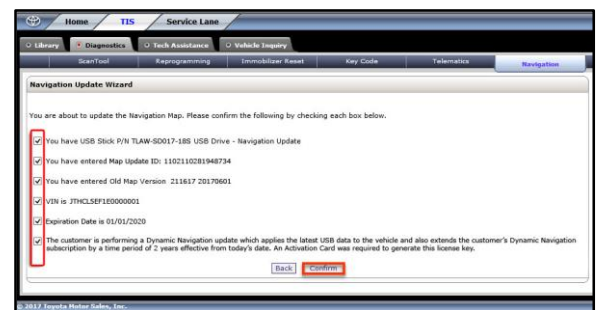 Home TIS Service Lane
Library Diagnostics Tech Assistance Vehicle Inquiry
ScanTool Reprogramming Immobilizer Reset Key Code Telematics Navigation
Navigation Update Wizard
You are about to update the Navigation Map. Please confirm the following by checking each box below.
You have USB Stick P/N TLAW-SD017-18S USB Drive - Navigation Update
You have entered Map Update ID: 1102110281948734
You have entered Old Map Version 211617 20170601
VIN is JTHCL5EF1E0000001
Expiration Date is 01/01/2020
The customer is performing a Dynamic Navigation update which applies the latest USB data to the vehicle and also extends the customer's Dynamic Navigation
subscription by a time period of 2 years effective from today's date. An Activation Card was required to generate this license key.
Back Confirm
© 2017 Toyota Motor Sales, Inc.